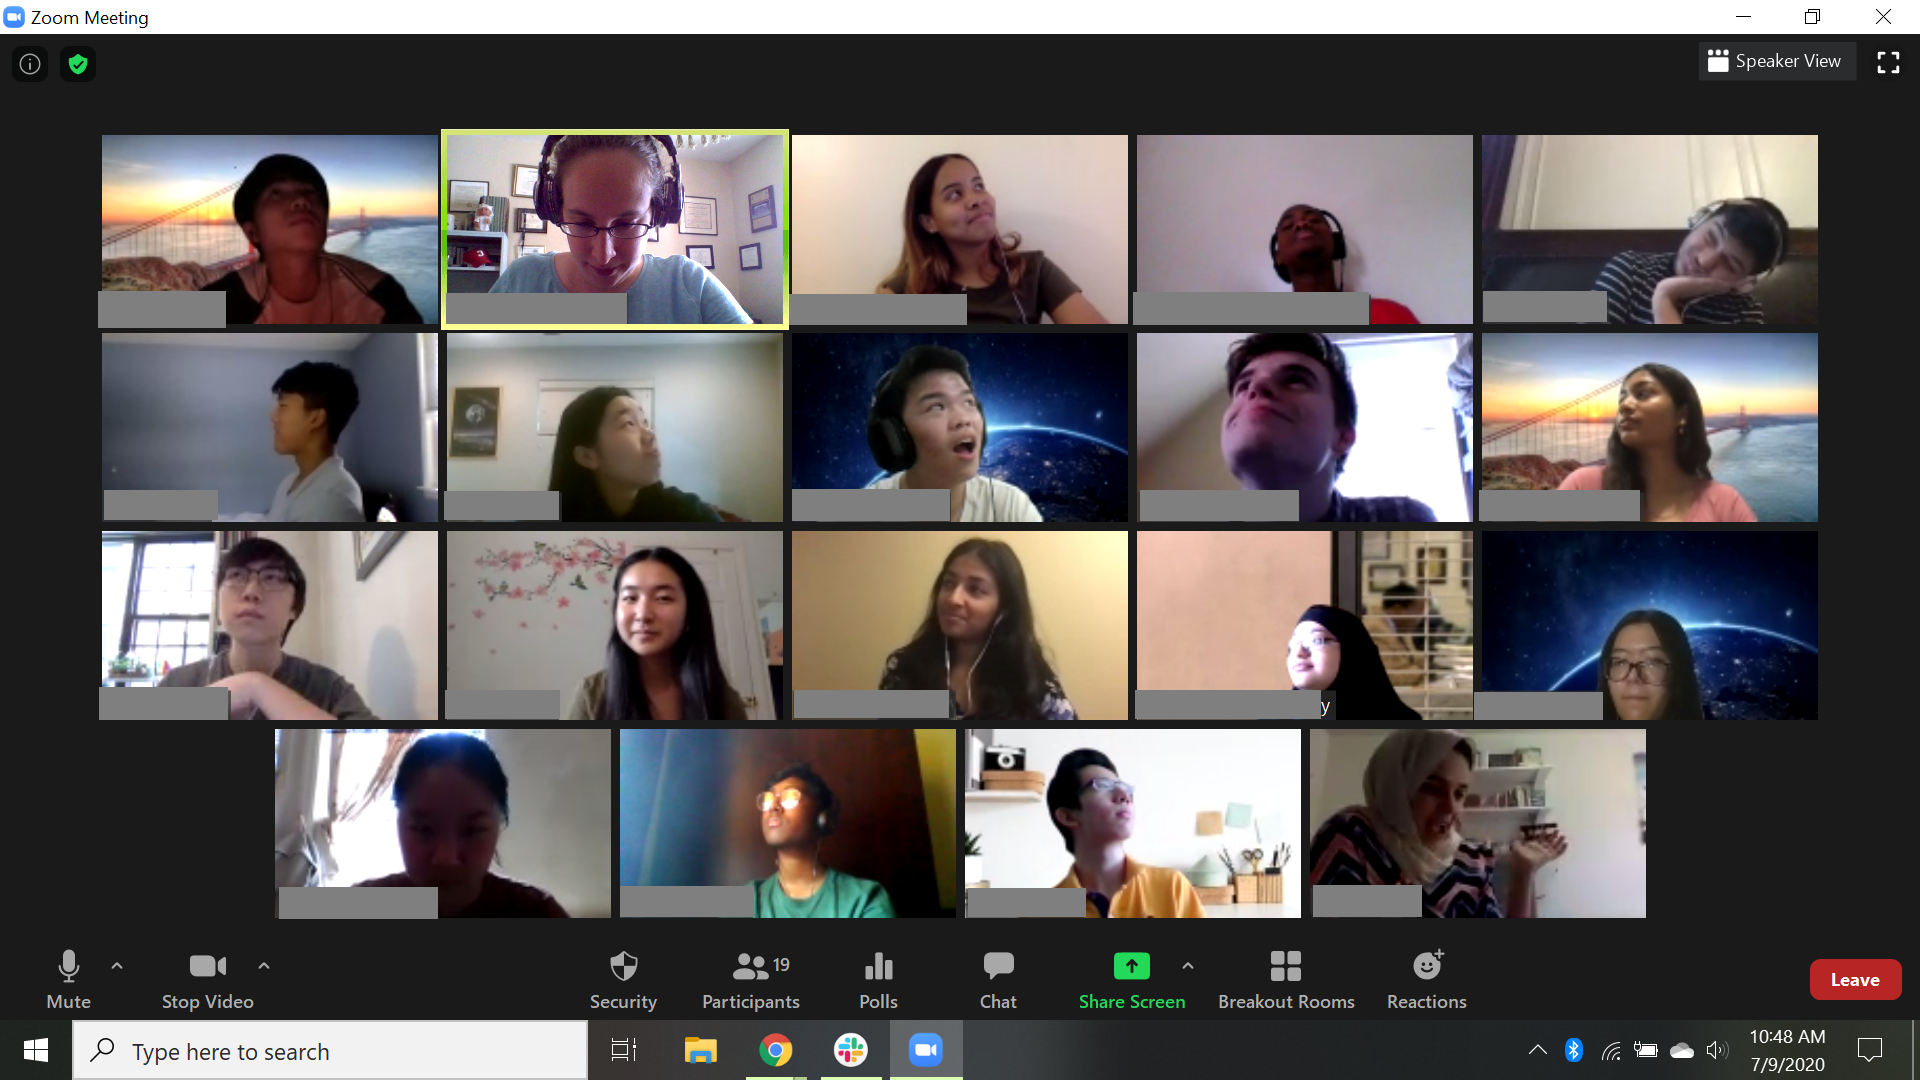 Zoom Meeting
Speaker View
y
19
Mute
Stop Video
Security
Participants
Polls
Chat
Share Screen
Breakout Rooms
Reactions
Leave
Type here to search
10:48 AM
7/9/2020